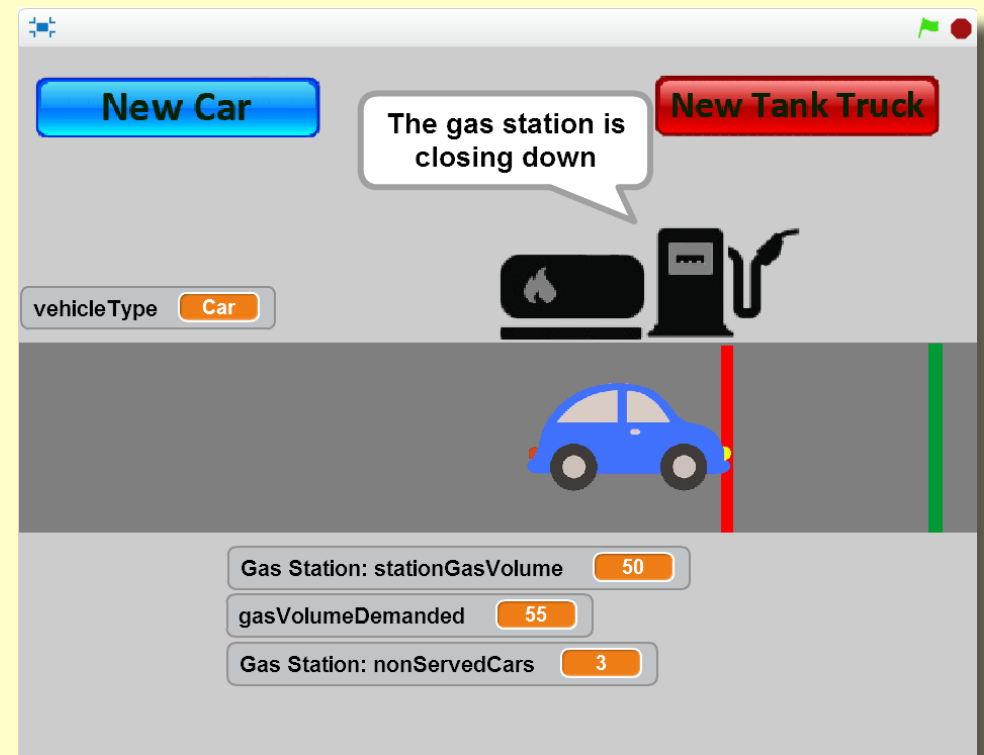 New Car
New Tank Truck
The gas station is
closing down
vehicleType Car
Gas Station: stationGasVolume 50
gasVolumeDemanded 55
Gas Station: nonServedCars 3